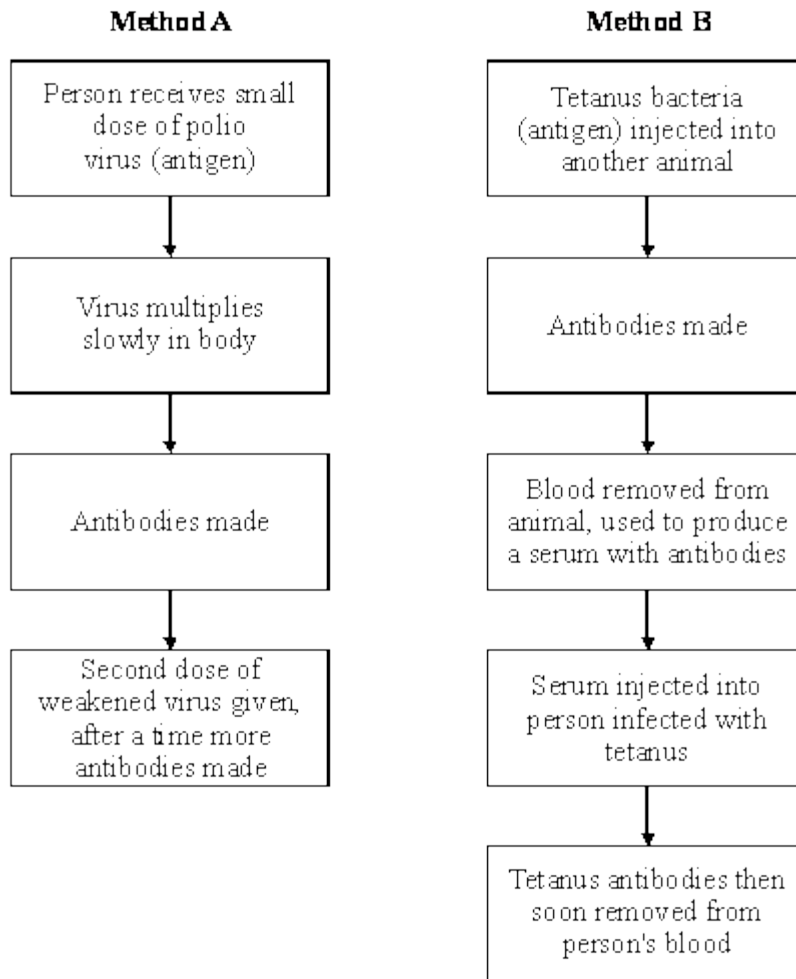 Method A
Person receives small
dose of polio
virus (antigen)
Virus multiplies
slowly in body
Antibodies made
Second dose of
weakened virus given,
after a time more
antibodies made
Method B
Tetanus bacteria
(antigen) injected into
another animal
Antibodies made
Blood removed from
animal, used to produce
a serum with antibodies
Serum injected into
person infected with
tetanus
Tetanus antibodies then
soon removed from
person's blood